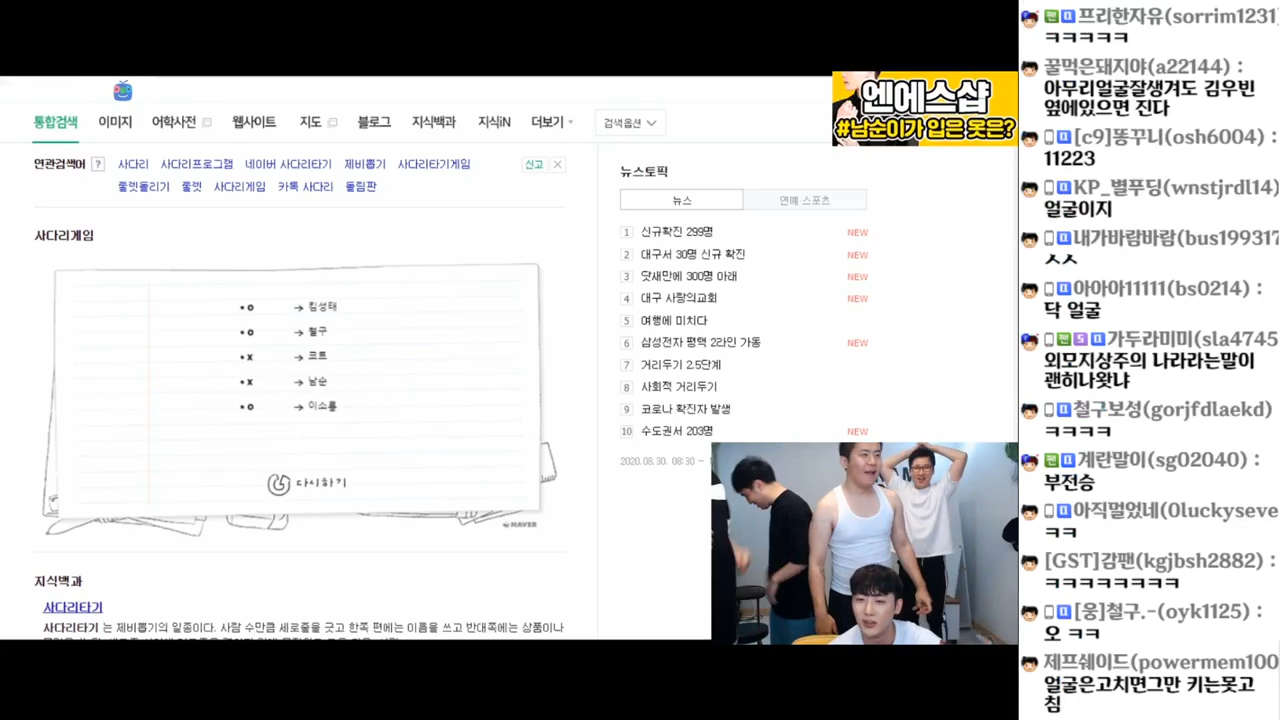 통합검색 이미지 어학사전 웹사이트 지도 블로그 지식백과 지식iN 더보기 검색옵션
엔에스샵
#남순이가 입은 옷은?
연관검색어 ? 사다리 사다리프로그램 네이버 사다리타기 제비뽑기 사다리타기게임 신고
룰렛돌리기 룰렛 사다리게임 카톡 사다리 올림판
사다리게임
•o → 킴성태
•o → 철구
•x → 코트
•x → 남순
•o → 이소룡
다시하기
NAVER
지식백과
사다리타기
사다리타기 는 제비뽑기의 일종이다. 사람 수만큼 세로줄을 긋고 한쪽 편에는 이름을 쓰고 반대쪽에는 상품이나
뉴스토픽
뉴스 연예·스포츠
1 신규확진 299명 NEW
2 대구서 30명 신규 확진 NEW
3 닷새만에 300명 아래 NEW
4 대구 사랑의교회 NEW
5 여행에 미치다
6 삼성전자 평택 2라인 가동 NEW
7 거리두기 2.5단계
8 사회적 거리두기
9 코로나 확진자 발생
10 수도권서 203명 NEW
2020.08.30. 08:30 ~
팬 프리한자유(sorrim1231
ㅋㅋㅋㅋㅋ
꿀먹은돼지야(a22144) :
아무리얼굴잘생겨도 김우빈
옆에있으면 진다
[c9]똥꾸니(osh6004) :
11223
KP_별푸딩(wnstjrdl14)
얼굴이지
내가바람바람(bus199317
ㅅㅅ
아아아11111(bs0214) :
닥 얼굴
팬 S 가두라미미(sla4745
외모지상주의 나라라는말이
괜히나왓냐
철구보성(gorjfdlaekd)
ㅋㅋㅋㅋ
팬 계란말이(sg02040) :
부전승
아직멀었네(0luckyseve
ㅋㅋ
[GST]감팬(kgjbsh2882) :
ㅋㅋㅋㅋㅋㅋㅋㅋ
[웅]철구.-(oyk1125) :
오 ㅋㅋ
제프쉐이드(powermem100
얼굴은고치면그만 키는못고
침